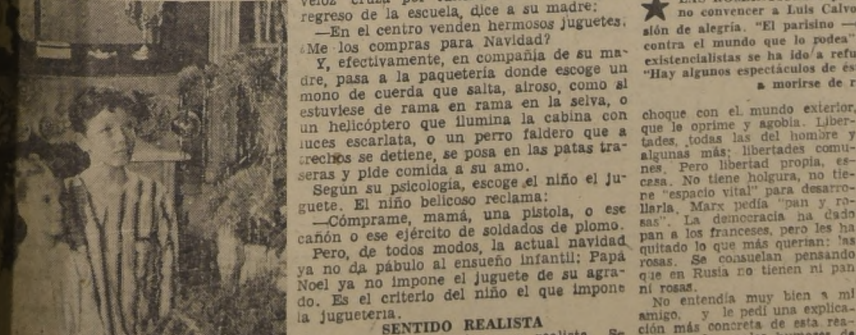 regreso de la escuela, dice a su madre:
—En el centro venden hermosos juguetes.
¿Me los compras para Navidad?
Y, efectivamente, en compañía de su ma-
dre, pasa a la paquetería donde escoge un
mono de cuerda que salta, airoso, como si
estuviese de rama en rama en la selva, o
un helicóptero que ilumina la cabina con
luces escarlata, o un perro faldero que a
trechos se detiene, se posa en las patas tra-
seras y pide comida a su amo.
Según su psicología, escoge el niño el ju-
guete. El niño belicoso reclama:
—Cómprame, mamá, una pistola, o ese
cañón o ese ejército de soldados de plomo.
Pero, de todos modos, la actual navidad
ya no da pábulo al ensueño infantil: Papá
Noel ya no impone el juguete de su agra-
do. Es el criterio del niño el que impone
la juguetería.
SENTIDO REALISTA
no convencer a Luis Calvo
sión de alegría. "El parisino —
contra el mundo que lo rodea"
existencialistas se ha ido a refu
"Hay algunos espectáculos de és
a morirse de r
choque con el mundo exterior,
que le oprime y agobia. Liber-
tades, todas las del hombre y
algunas más: libertades comu-
nes. Pero libertad propia, es-
casa. No tiene holgura, no tie-
ne "espacio vital" para desarro-
llarla. Marx pedía "pan y ro-
sas". La democracia ha dado
pan a los franceses, pero les ha
quitado lo que más querían: las
rosas. Se consuelan pensando
que en Rusia no tienen ni pan
ni rosas.
No entendía muy bien a mi
amigo, y le pedí una explica-
ción más concreta de esta rea-